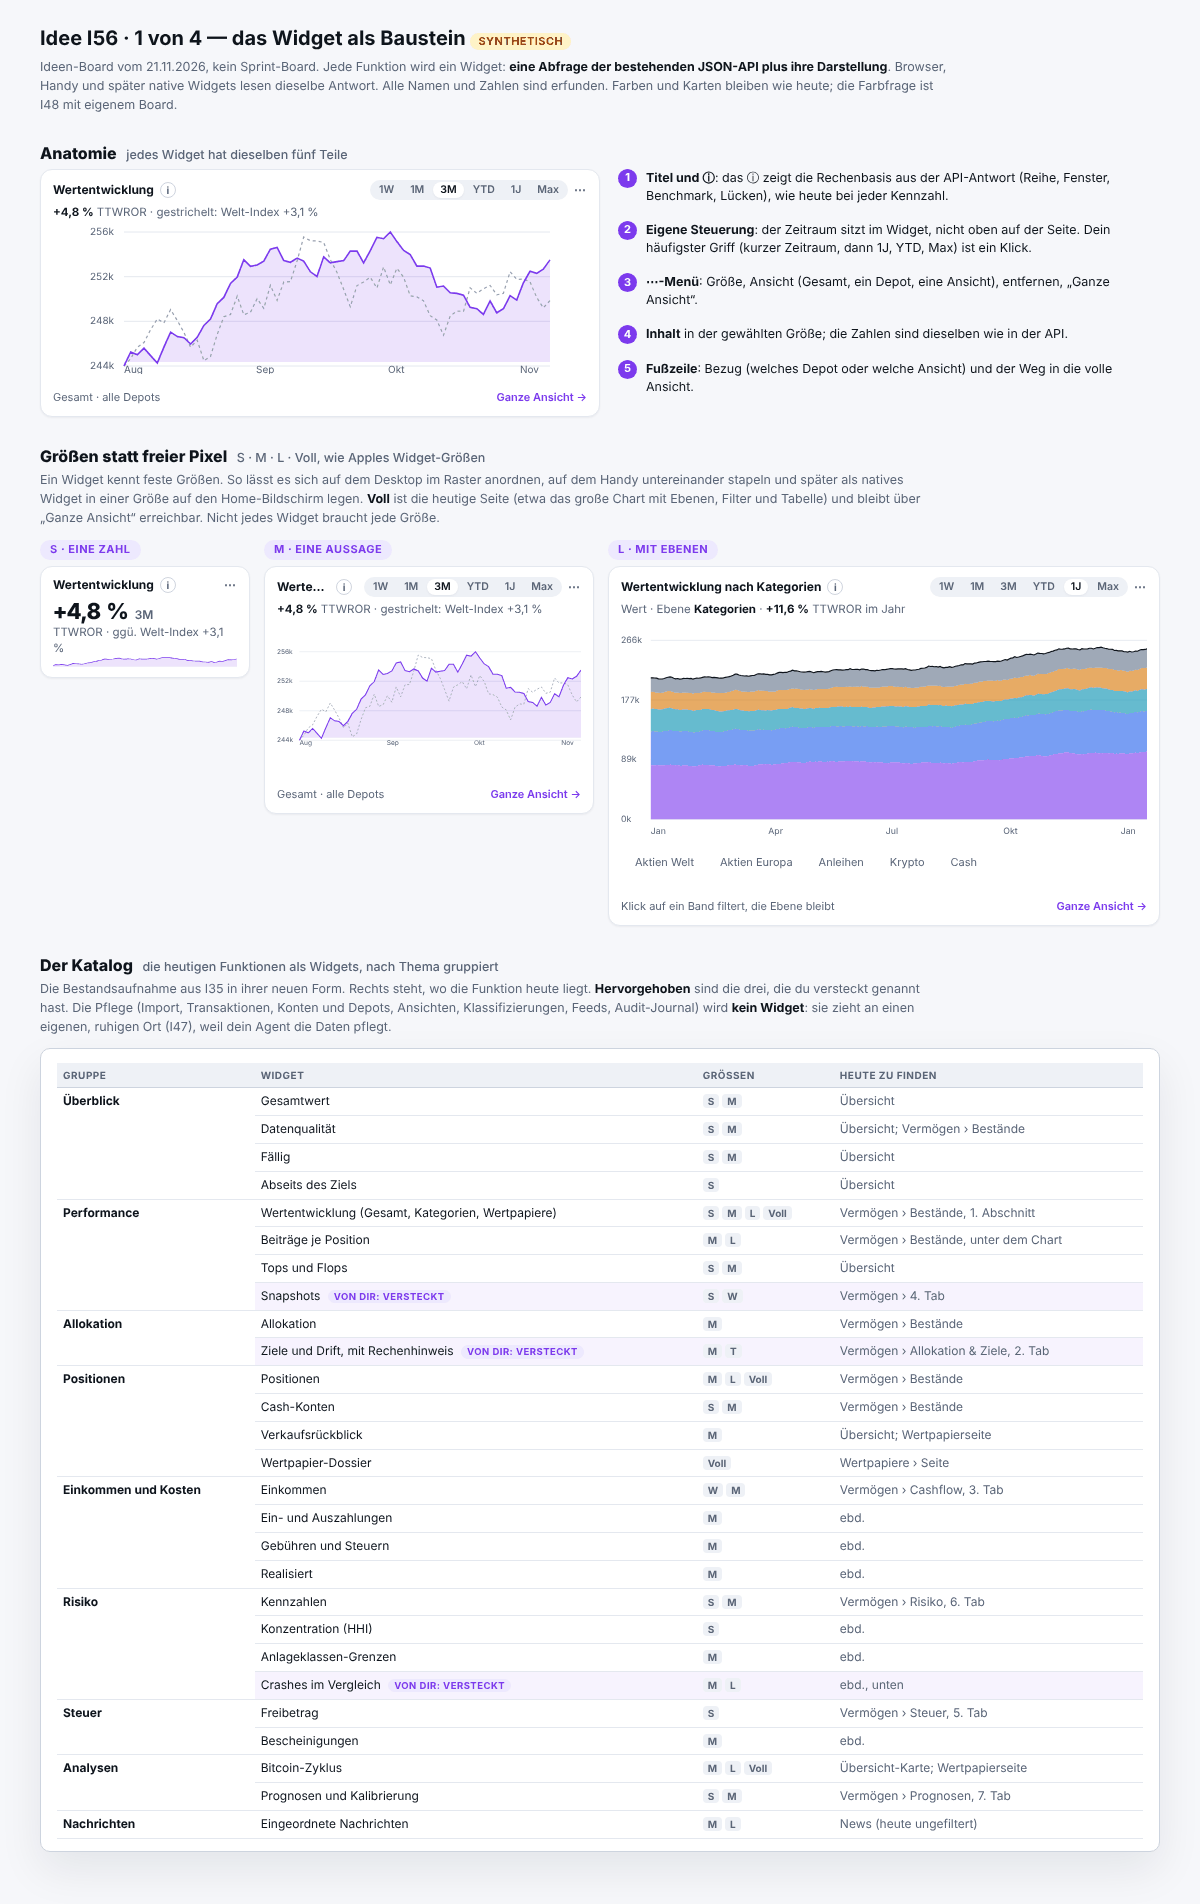 Idee I56 · 1 von 4 — das Widget als Baustein SYNTHETISCH
Ideen-Board vom 21.11.2026, kein Sprint-Board. Jede Funktion wird ein Widget: eine Abfrage der bestehenden JSON-API plus ihre Darstellung. Browser,
Handy und später native Widgets lesen dieselbe Antwort. Alle Namen und Zahlen sind erfunden. Farben und Karten bleiben wie heute; die Farbfrage ist
I48 mit eigenem Board.
Anatomie jedes Widget hat dieselben fünf Teile
Wertentwicklung i 1W 1M 3M YTD 1J Max ⋯
+4,8 % TTWROR · gestrichelt: Welt-Index +3,1 %
256k
252k
248k
244k
Aug Sep Okt Nov
Gesamt · alle Depots Ganze Ansicht →
1 Titel und ⓘ: das ⓘ zeigt die Rechenbasis aus der API-Antwort (Reihe, Fenster,
Benchmark, Lücken), wie heute bei jeder Kennzahl.
2 Eigene Steuerung: der Zeitraum sitzt im Widget, nicht oben auf der Seite. Dein
häufigster Griff (kurzer Zeitraum, dann 1J, YTD, Max) ist ein Klick.
3 ⋯-Menü: Größe, Ansicht (Gesamt, ein Depot, eine Ansicht), entfernen, „Ganze
Ansicht“.
4 Inhalt in der gewählten Größe; die Zahlen sind dieselben wie in der API.
5 Fußzeile: Bezug (welches Depot oder welche Ansicht) und der Weg in die volle
Ansicht.
Größen statt freier Pixel S · M · L · Voll, wie Apples Widget-Größen
Ein Widget kennt feste Größen. So lässt es sich auf dem Desktop im Raster anordnen, auf dem Handy untereinander stapeln und später als natives
Widget in einer Größe auf den Home-Bildschirm legen. Voll ist die heutige Seite (etwa das große Chart mit Ebenen, Filter und Tabelle) und bleibt über
„Ganze Ansicht“ erreichbar. Nicht jedes Widget braucht jede Größe.
S · EINE ZAHL
Wertentwicklung i ⋯
+4,8 % 3M
TTWROR · ggü. Welt-Index +3,1
%
M · EINE AUSSAGE
Werte… i 1W 1M 3M YTD 1J Max ⋯
+4,8 % TTWROR · gestrichelt: Welt-Index +3,1 %
256k
252k
248k
244k
Aug Sep Okt Nov
Gesamt · alle Depots Ganze Ansicht →
L · MIT EBENEN
Wertentwicklung nach Kategorien i 1W 1M 3M YTD 1J Max ⋯
Wert · Ebene Kategorien · +11,6 % TTWROR im Jahr
266k
177k
89k
0k
Jan Apr Jul Okt Jan
Aktien Welt Aktien Europa Anleihen Krypto Cash
Klick auf ein Band filtert, die Ebene bleibt Ganze Ansicht →
Der Katalog die heutigen Funktionen als Widgets, nach Thema gruppiert
Die Bestandsaufnahme aus I35 in ihrer neuen Form. Rechts steht, wo die Funktion heute liegt. Hervorgehoben sind die drei, die du versteckt genannt
hast. Die Pflege (Import, Transaktionen, Konten und Depots, Ansichten, Klassifizierungen, Feeds, Audit-Journal) wird kein Widget: sie zieht an einen
eigenen, ruhigen Ort (I47), weil dein Agent die Daten pflegt.
GRUPPE WIDGET GRÖSSEN HEUTE ZU FINDEN
Überblick Gesamtwert S M Übersicht
Datenqualität S M Übersicht; Vermögen › Bestände
Fällig S M Übersicht
Abseits des Ziels S Übersicht
Performance Wertentwicklung (Gesamt, Kategorien, Wertpapiere) S M L Voll Vermögen › Bestände, 1. Abschnitt
Beiträge je Position M L Vermögen › Bestände, unter dem Chart
Tops und Flops S M Übersicht
Snapshots VON DIR: VERSTECKT S W Vermögen › 4. Tab
Allokation Allokation M Vermögen › Bestände
Ziele und Drift, mit Rechenhinweis VON DIR: VERSTECKT M T Vermögen › Allokation & Ziele, 2. Tab
Positionen Positionen M L Voll Vermögen › Bestände
Cash-Konten S M Vermögen › Bestände
Verkaufsrückblick M Übersicht; Wertpapierseite
Wertpapier-Dossier Voll Wertpapiere › Seite
Einkommen und Kosten Einkommen W M Vermögen › Cashflow, 3. Tab
Ein- und Auszahlungen M ebd.
Gebühren und Steuern M ebd.
Realisiert M ebd.
Risiko Kennzahlen S M Vermögen › Risiko, 6. Tab
Konzentration (HHI) S ebd.
Anlageklassen-Grenzen M ebd.
Crashes im Vergleich VON DIR: VERSTECKT M L ebd., unten
Steuer Freibetrag S Vermögen › Steuer, 5. Tab
Bescheinigungen M ebd.
Analysen Bitcoin-Zyklus M L Voll Übersicht-Karte; Wertpapierseite
Prognosen und Kalibrierung S M Vermögen › Prognosen, 7. Tab
Nachrichten Eingeordnete Nachrichten M L News (heute ungefiltert)